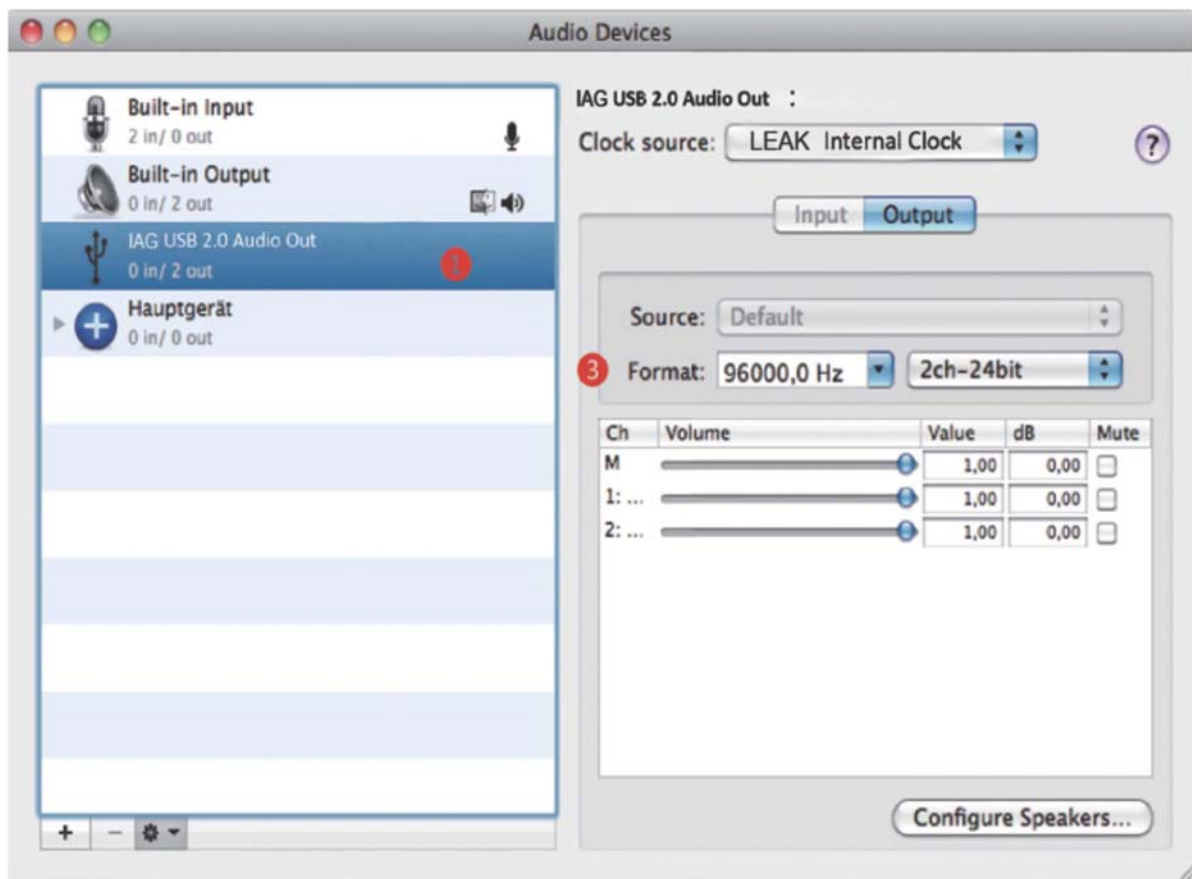 Audio Devices
Built-in Input
2 in/ 0 out
Built-in Output
0 in/ 2 out
IAG USB 2.0 Audio Out
0 in/ 2 out
1
Hauptgerät
0 in/ 0 out
IAG USB 2.0 Audio Out :
Clock source: LEAK Internal Clock
?
Input Output
Source: Default
3 Format: 96000,0 Hz 2ch-24bit
Ch Volume Value dB Mute
M 1,00 0,00
1: ... 1,00 0,00
2: ... 1,00 0,00
Configure Speakers...